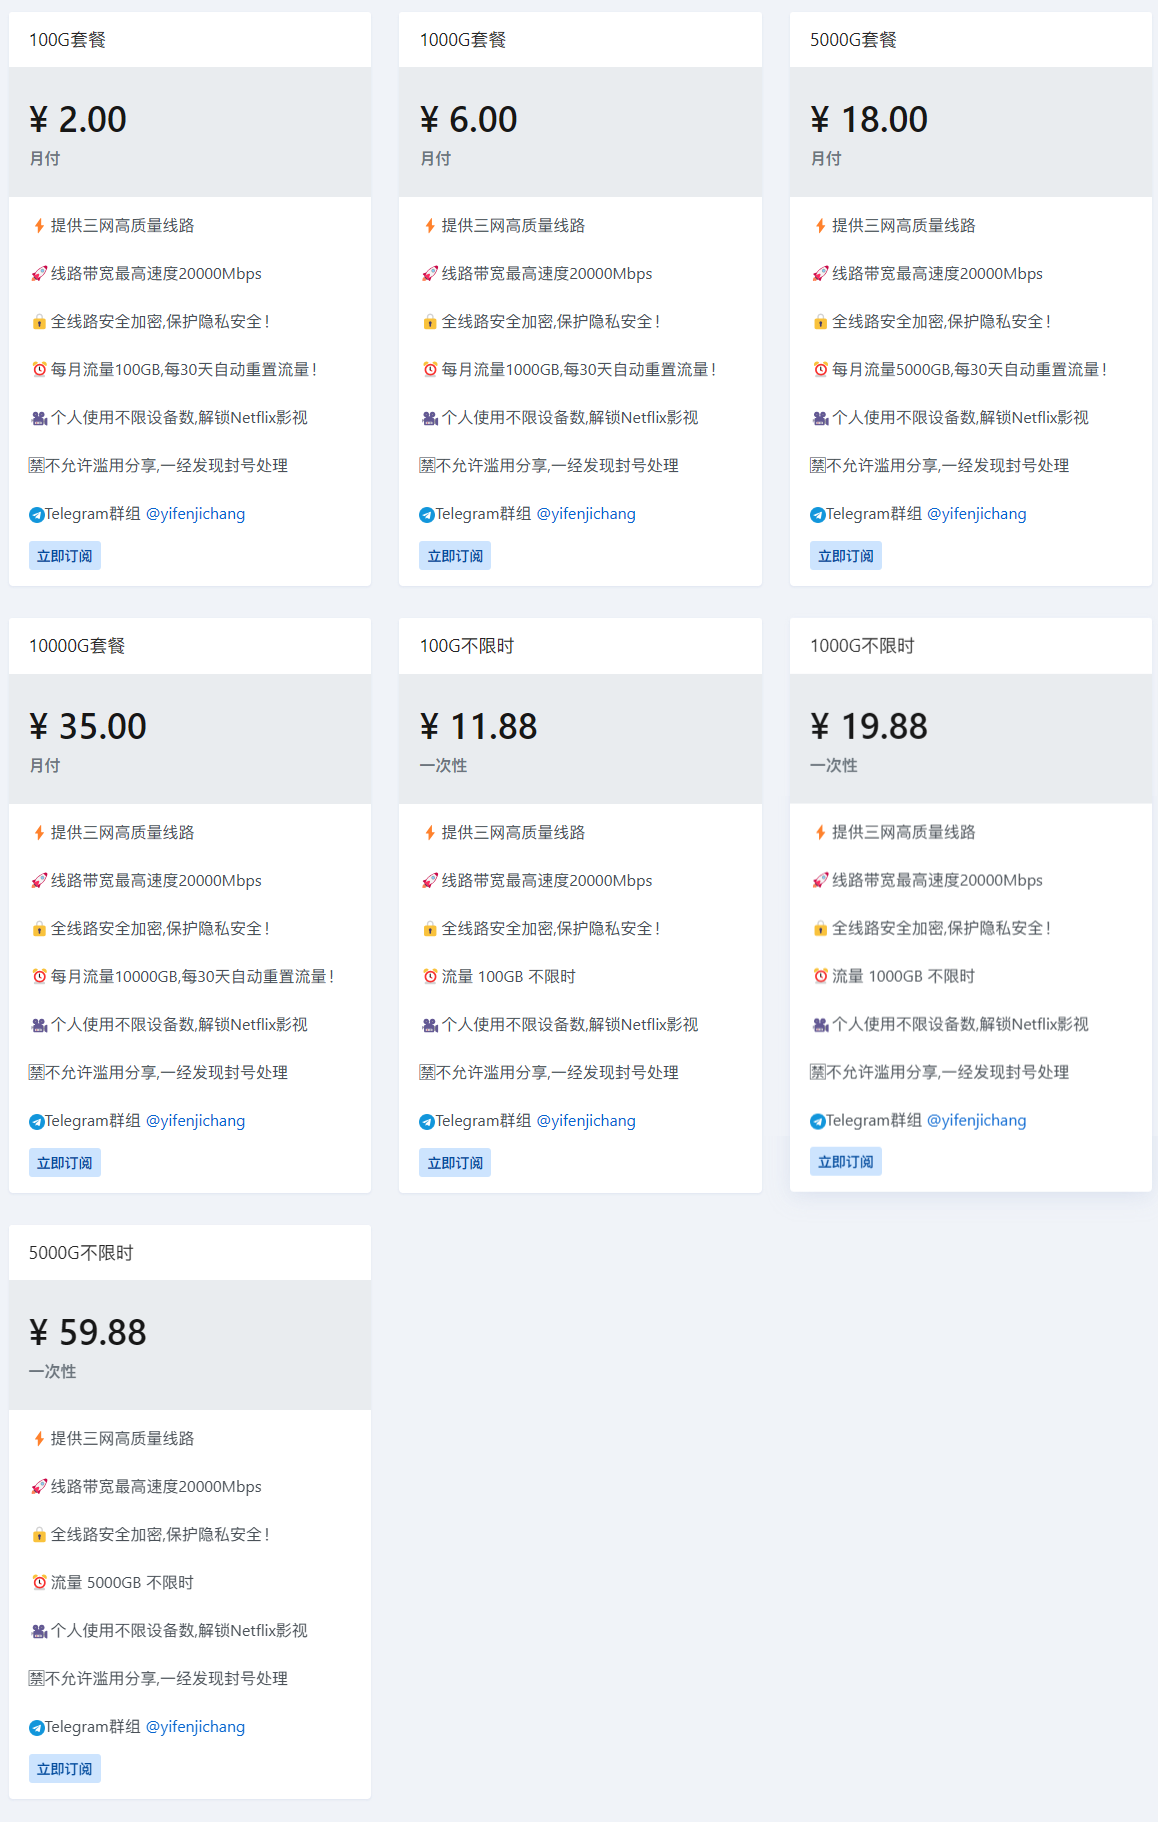 100G套餐
¥ 2.00
月付
⚡提供三网高质量线路
🚀线路带宽最高速度20000Mbps
🔒全线路安全加密,保护隐私安全!
⏰每月流量100GB,每30天自动重置流量!
🎥个人使用不限设备数,解锁Netflix影视
🈲不允许滥用分享,一经发现封号处理
Telegram群组 @yifenjichang
立即订阅
1000G套餐
¥ 6.00
月付
⚡提供三网高质量线路
🚀线路带宽最高速度20000Mbps
🔒全线路安全加密,保护隐私安全!
⏰每月流量1000GB,每30天自动重置流量!
🎥个人使用不限设备数,解锁Netflix影视
🈲不允许滥用分享,一经发现封号处理
Telegram群组 @yifenjichang
立即订阅
5000G套餐
¥ 18.00
月付
⚡提供三网高质量线路
🚀线路带宽最高速度20000Mbps
🔒全线路安全加密,保护隐私安全!
⏰每月流量5000GB,每30天自动重置流量!
🎥个人使用不限设备数,解锁Netflix影视
🈲不允许滥用分享,一经发现封号处理
Telegram群组 @yifenjichang
立即订阅
10000G套餐
¥ 35.00
月付
⚡提供三网高质量线路
🚀线路带宽最高速度20000Mbps
🔒全线路安全加密,保护隐私安全!
⏰每月流量10000GB,每30天自动重置流量!
🎥个人使用不限设备数,解锁Netflix影视
🈲不允许滥用分享,一经发现封号处理
Telegram群组 @yifenjichang
立即订阅
100G不限时
¥ 11.88
一次性
⚡提供三网高质量线路
🚀线路带宽最高速度20000Mbps
🔒全线路安全加密,保护隐私安全!
⏰流量 100GB 不限时
🎥个人使用不限设备数,解锁Netflix影视
🈲不允许滥用分享,一经发现封号处理
Telegram群组 @yifenjichang
立即订阅
1000G不限时
¥ 19.88
一次性
⚡提供三网高质量线路
🚀线路带宽最高速度20000Mbps
🔒全线路安全加密,保护隐私安全!
⏰流量 1000GB 不限时
🎥个人使用不限设备数,解锁Netflix影视
🈲不允许滥用分享,一经发现封号处理
Telegram群组 @yifenjichang
立即订阅
5000G不限时
¥ 59.88
一次性
⚡提供三网高质量线路
🚀线路带宽最高速度20000Mbps
🔒全线路安全加密,保护隐私安全!
⏰流量 5000GB 不限时
🎥个人使用不限设备数,解锁Netflix影视
🈲不允许滥用分享,一经发现封号处理
Telegram群组 @yifenjichang
立即订阅